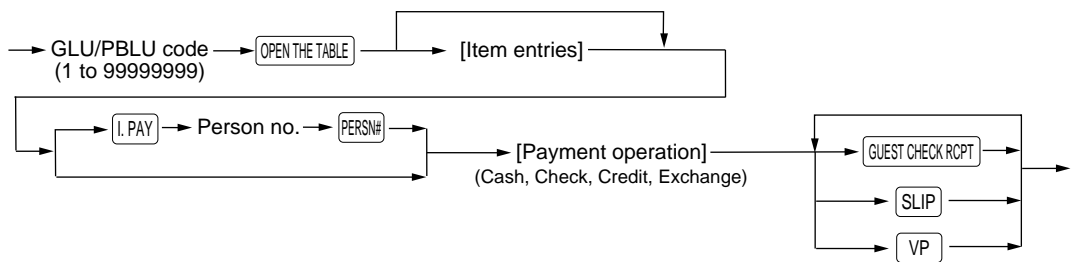 GLU/PBLU code
(1 to 99999999)
OPEN THE TABLE
[Item entries]
I. PAY
Person no.
PERSN#
[Payment operation]
(Cash, Check, Credit, Exchange)
GUEST CHECK RCPT
SLIP
VP